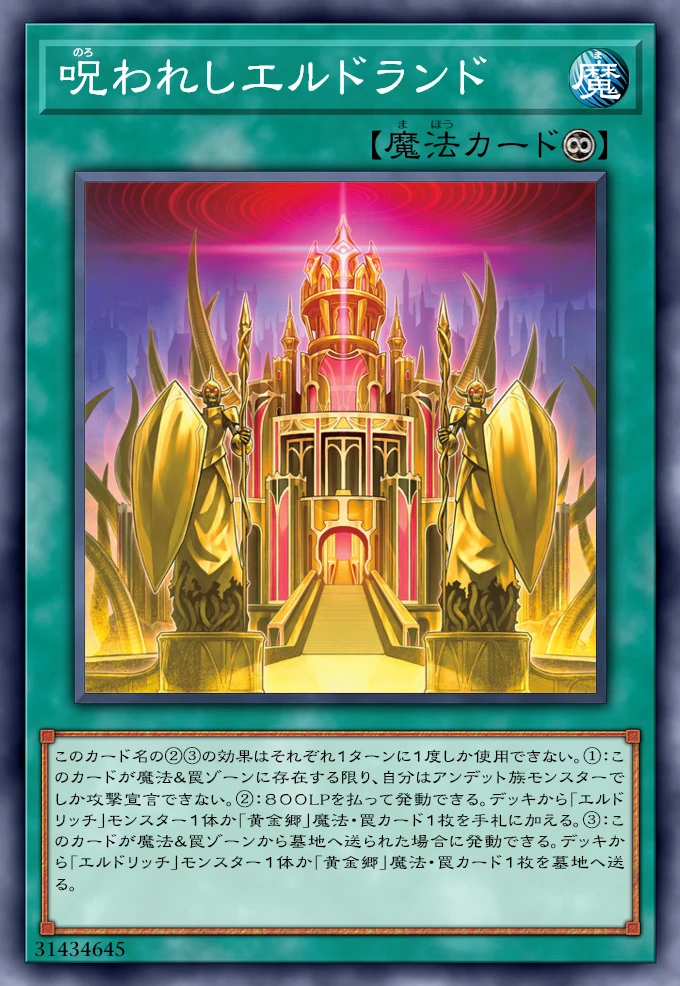 のろ
呪われしエルドランド
ま
魔
まほう
【魔法カード♾】
このカード名の②③の効果はそれぞれ1ターンに1度しか使用できない。①:こ
のカードが魔法&罠ゾーンに存在する限り、自分はアンデット族モンスターで
しか攻撃宣言できない。②:800LPを払って発動できる。デッキから「エルド
リッチ」モンスター1体か「黄金郷」魔法・罠カード1枚を手札に加える。③:こ
のカードが魔法&罠ゾーンから墓地へ送られた場合に発動できる。デッキか
ら「エルドリッチ」モンスター1体か「黄金郷」魔法・罠カード1枚を墓地へ送
る。
31434645